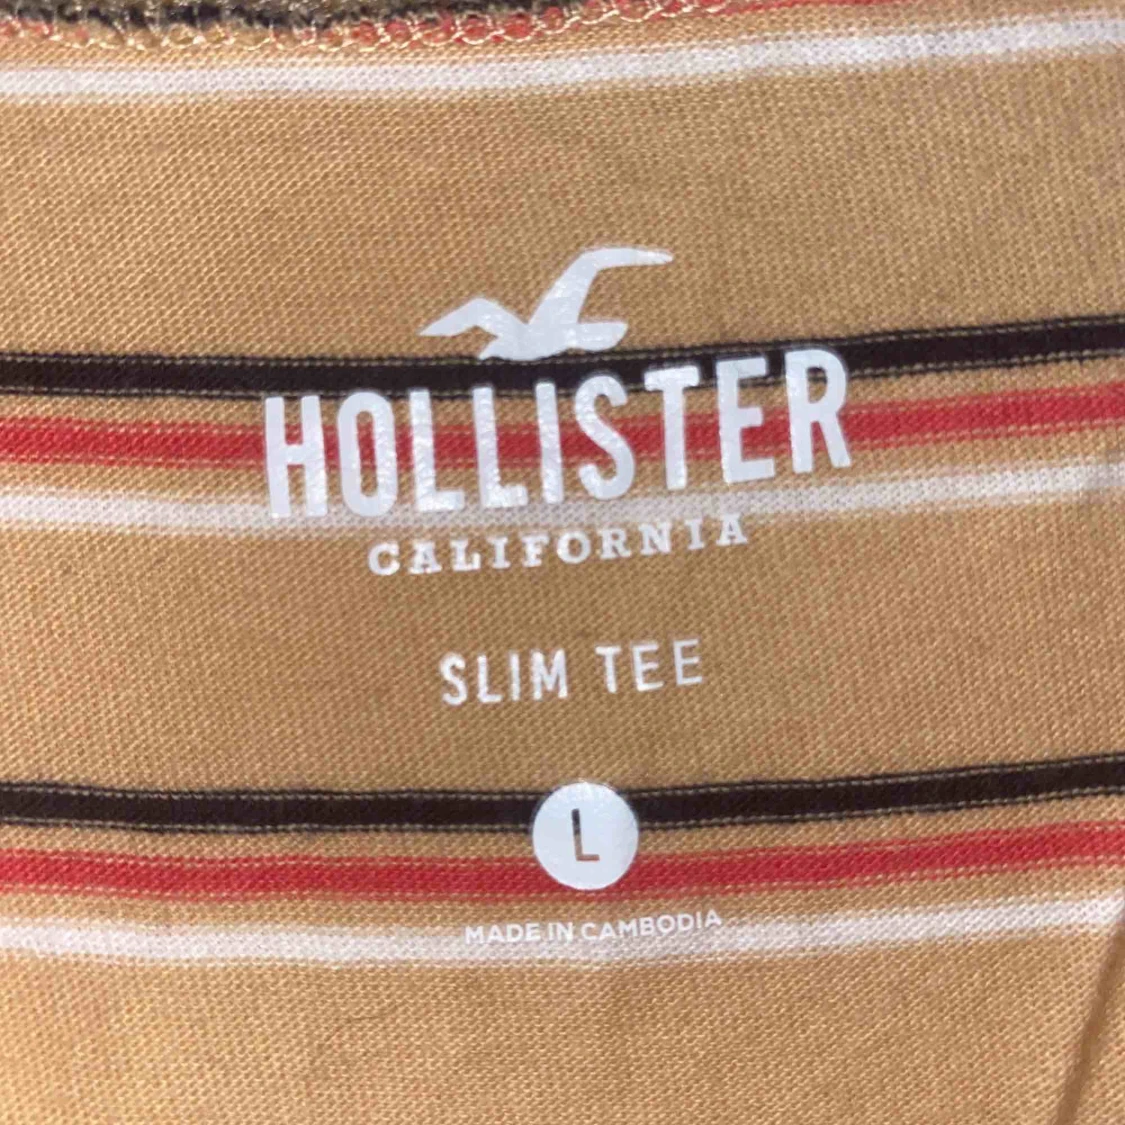 HOLLISTER
CALIFORNIA
SLIM TEE
L
MADE IN CAMBODIA